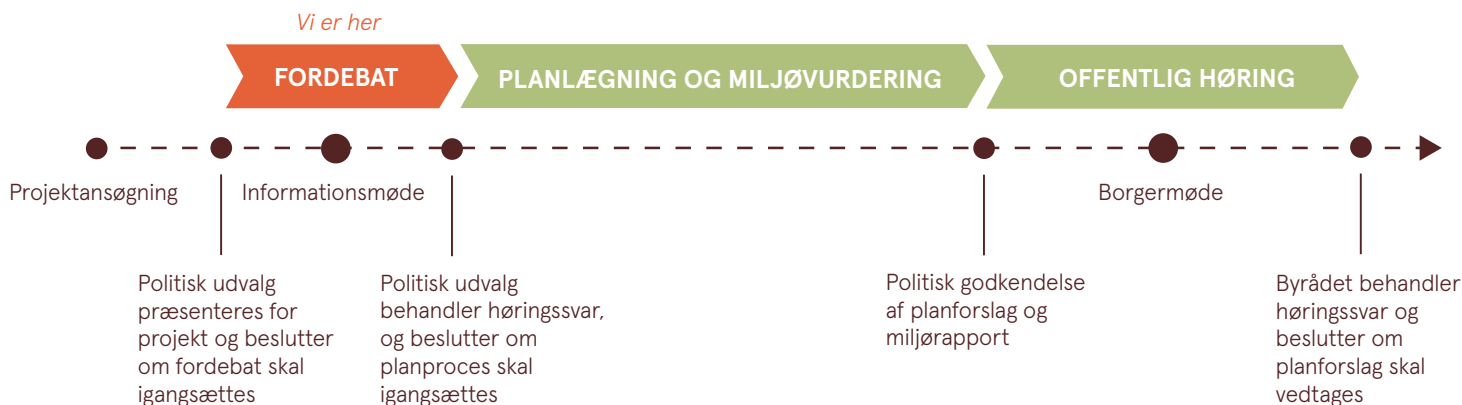 Vi er her
FORDEBAT
PLANLÆGNING OG MILJØVURDERING
OFFENTLIG HØRING
Projektansøgning
Informationsmøde
Borgermøde
Politisk udvalg
præsenteres for
projekt og beslutter
om fordebat skal
igangsættes
Politisk udvalg
behandler høringssvar,
og beslutter om
planproces skal
igangsættes
Politisk godkendelse
af planforslag og
miljørapport
Byrådet behandler
høringssvar og
beslutter om
planforslag skal
vedtages